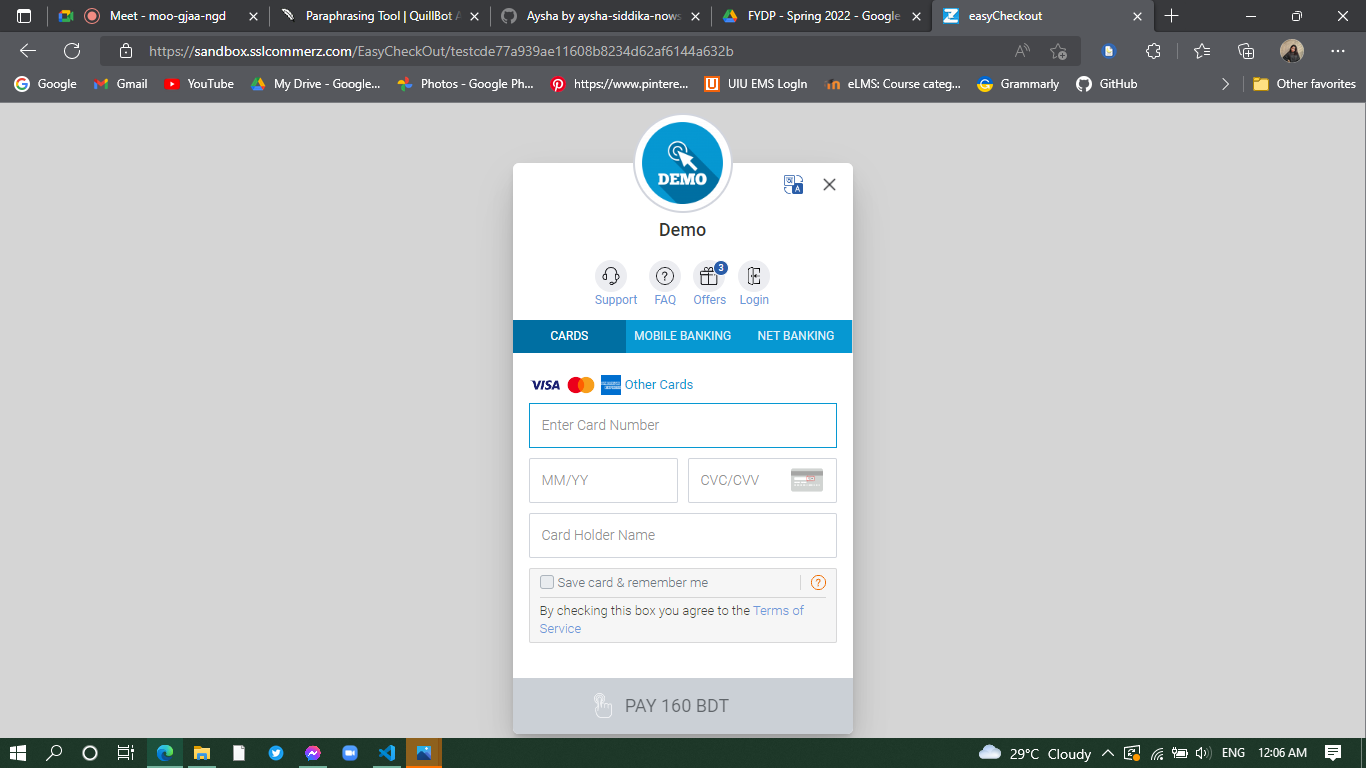 Meet - moo-gjaa-ngd
Paraphrasing Tool | QuillBot A
Aysha by aysha-siddika-nows
FYDP - Spring 2022 - Google
easyCheckout
https://sandbox.sslcommerz.com/EasyCheckOut/testcde77a939ae11608b8234d62af6144a632b
Google
Gmail
YouTube
My Drive - Google...
Photos - Google Ph...
https://www.pintere...
UIU EMS LogIn
eLMS: Course categ...
Grammarly
GitHub
Other favorites
DEMO
Demo
3
Support
FAQ
Offers
Login
CARDS
MOBILE BANKING
NET BANKING
VISA
Other Cards
Enter Card Number
MM/YY
CVC/CVV
Card Holder Name
Save card & remember me
?
By checking this box you agree to the Terms of
Service
PAY 160 BDT
29°C Cloudy
ENG
12:06 AM